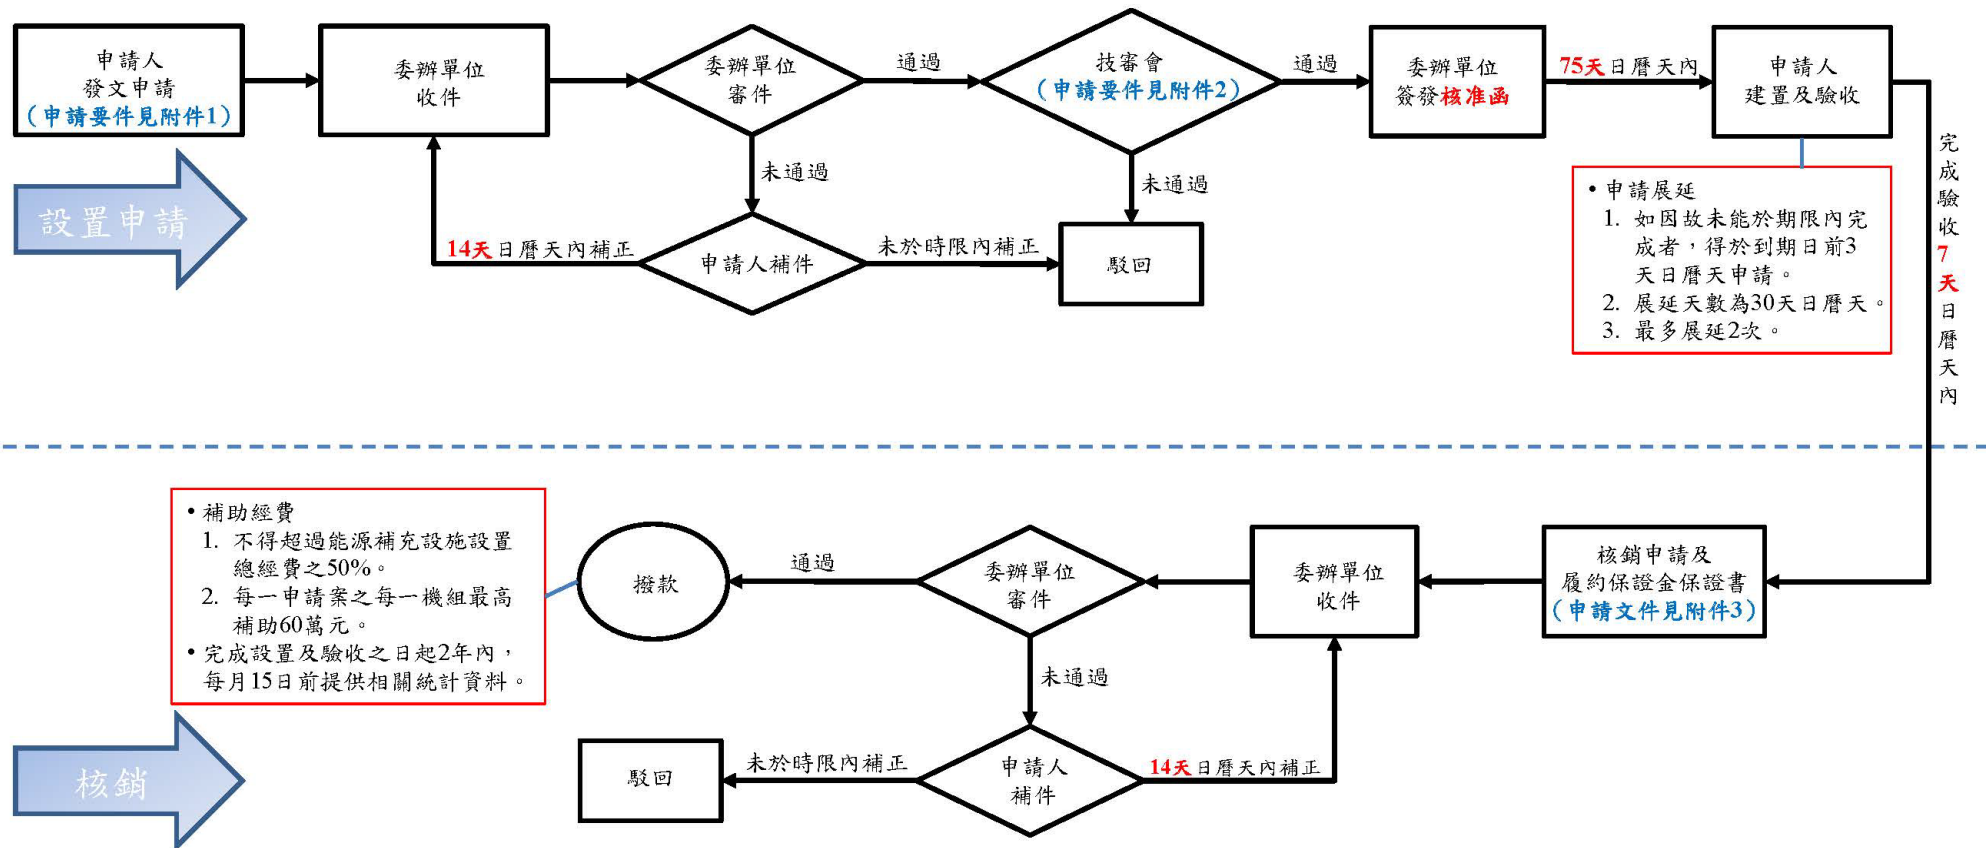 申請人
發文申請
（申請要件見附件1）
委辦單位
收件
委辦單位
審件
通過
技審會
（申請要件見附件2）
通過
委辦單位
簽發核准函
75天日曆天內
申請人
建置及驗收
設置申請
未通過
未通過
14天日曆天內補正
申請人補件
未於時限內補正
駁回
• 申請展延
1. 如因故未能於期限內完
成者，得於到期日前3
天日曆天申請。
2. 展延天數為30天日曆天。
3. 最多展延2次。
完成驗收7天日曆天內
• 補助經費
1. 不得超過能源補充設施設置
總經費之50%。
2. 每一申請案之每一機組最高
補助60萬元。
• 完成設置及驗收之日起2年內，
每月15日前提供相關統計資料。
撥款
通過
委辦單位
審件
委辦單位
收件
核銷申請及
履約保證金保證書
（申請文件見附件3）
未通過
核銷
駁回
未於時限內補正
申請人
補件
14天日曆天內補正